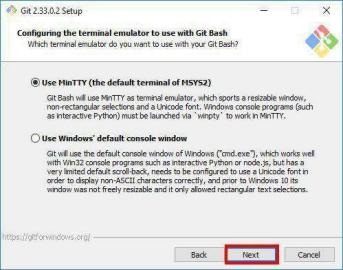 Git 2.33.0.2 Setup
Configuring the terminal emulator to use with Git Bash
Which terminal emulator do you want to use with your Git Bash?
Use MinTTY (the default terminal of MSYS2)
Git Bash will use MinTTY as terminal emulator, which sports a resizable window,
non-rectangular selections and a Unicode font. Windows console programs (such
as interactive Python) must be launched via `winpty` to work in MinTTY.
Use Windows' default console window
Git will use the default console window of Windows ("cmd.exe"), which works well
with Win32 console programs such as interactive Python or node.js, but has a
very limited default scroll-back, needs to be configured to use a Unicode font in
order to display non-ASCII characters correctly, and prior to Windows 10 its
window was not freely resizable and it only allowed rectangular text selections.
https://gitforwindows.org/
Back Next Cancel